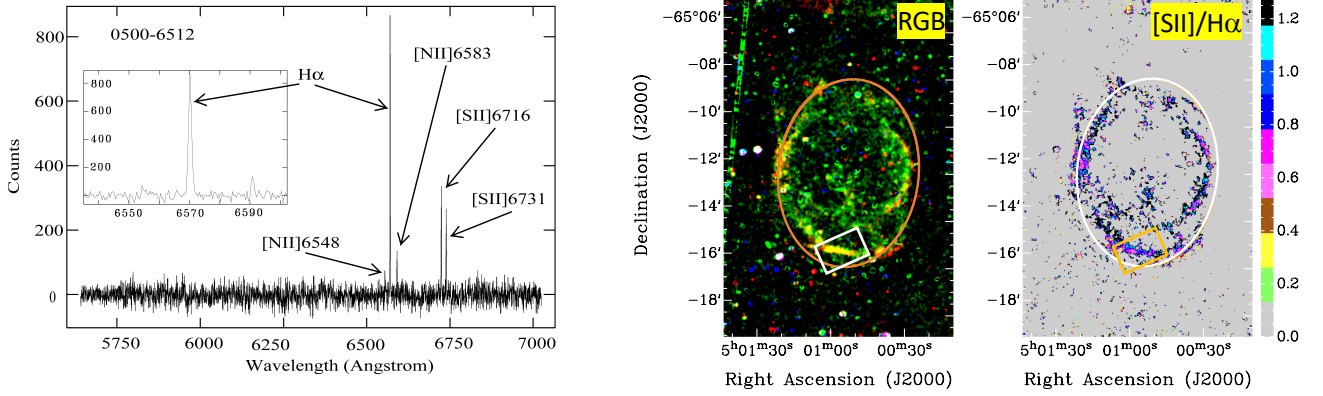 0500-6512
800
600
400
200
0
Counts
5750
6000
6250
6500
6750
7000
Wavelength (Angstrom)
800
600
400
200
6550
6570
6590
Hα
[NII]6583
[SII]6716
[SII]6731
[NII]6548
RGB
−65°06′
−08′
−10′
−12′
−14′
−16′
−18′
Declination (J2000)
5h01m30s
01m00s
00m30s
Right Ascension (J2000)
[SII]/Hα
−65°06′
−08′
−10′
−12′
−14′
−16′
−18′
5h01m30s
01m00s
00m30s
Right Ascension (J2000)
1.2
1.0
0.8
0.6
0.4
0.2
0.0